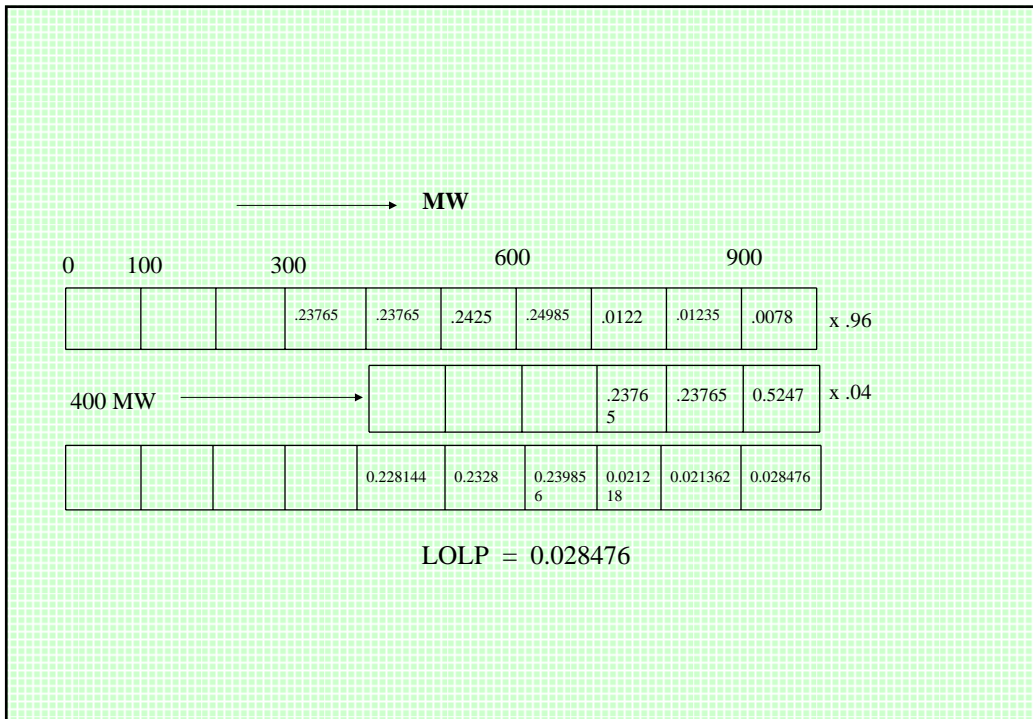 MW
0 100 300 600 900
.23765 .23765 .2425 .24985 .0122 .01235 .0078 x .96
400 MW .2376
5 .23765 0.5247 x .04
0.228144 0.2328 0.23985
6 0.0212
18 0.021362 0.028476
LOLP = 0.028476